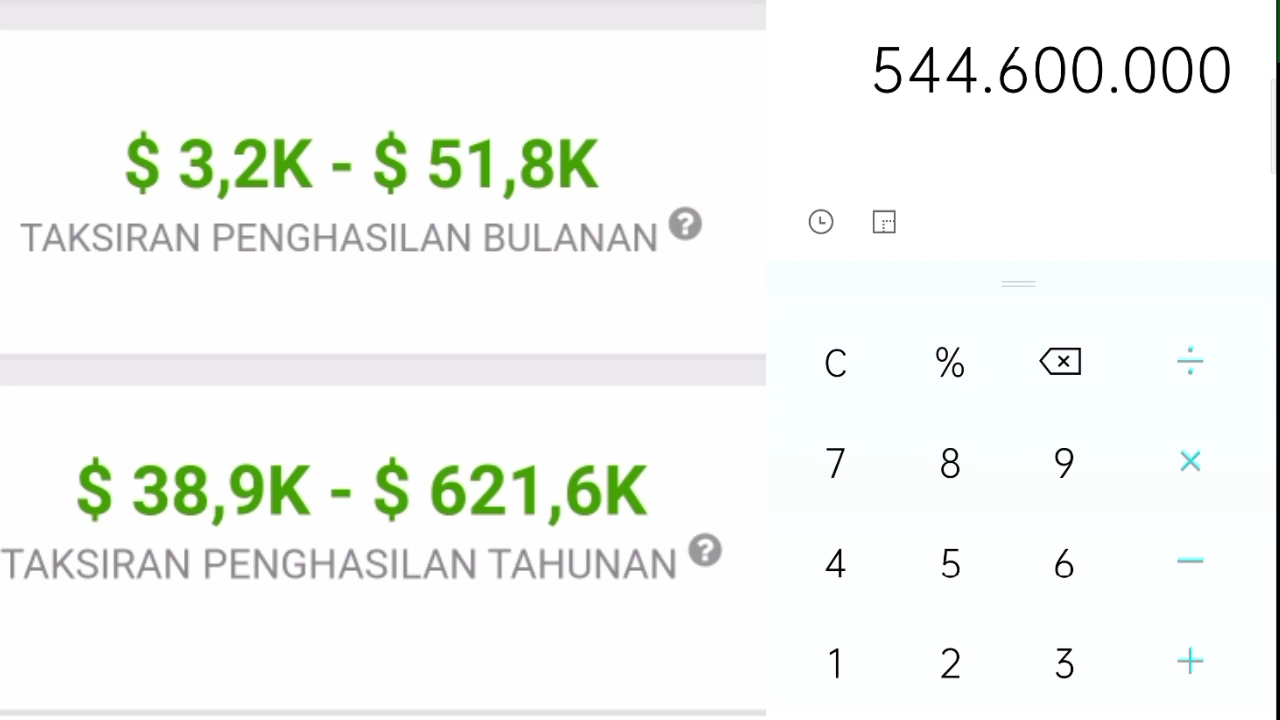 $ 3,2K - $ 51,8K
TAKSIRAN PENGHASILAN BULANAN ?
$ 38,9K - $ 621,6K
TAKSIRAN PENGHASILAN TAHUNAN ?
544.600.000
C % ÷
7 8 9 ×
4 5 6 −
1 2 3 +